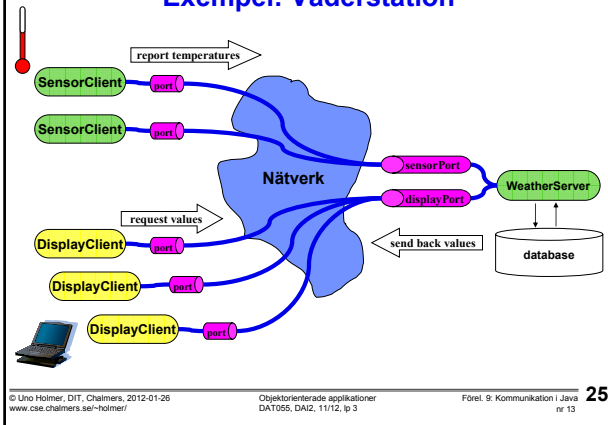 Exempel: Väderstation
report temperatures
SensorClient
port
SensorClient
port
Nätverk
sensorPort
WeatherServer
displayPort
request values
send back values
database
DisplayClient
port
DisplayClient
port
DisplayClient
port
© Uno Holmer, DIT, Chalmers, 2012-01-26
www.cse.chalmers.se/~holmer/
Objektorienterade applikationer
DAT055, DAI2, 11/12, lp 3
Förel. 9: Kommunikation i Java
nr 13
25